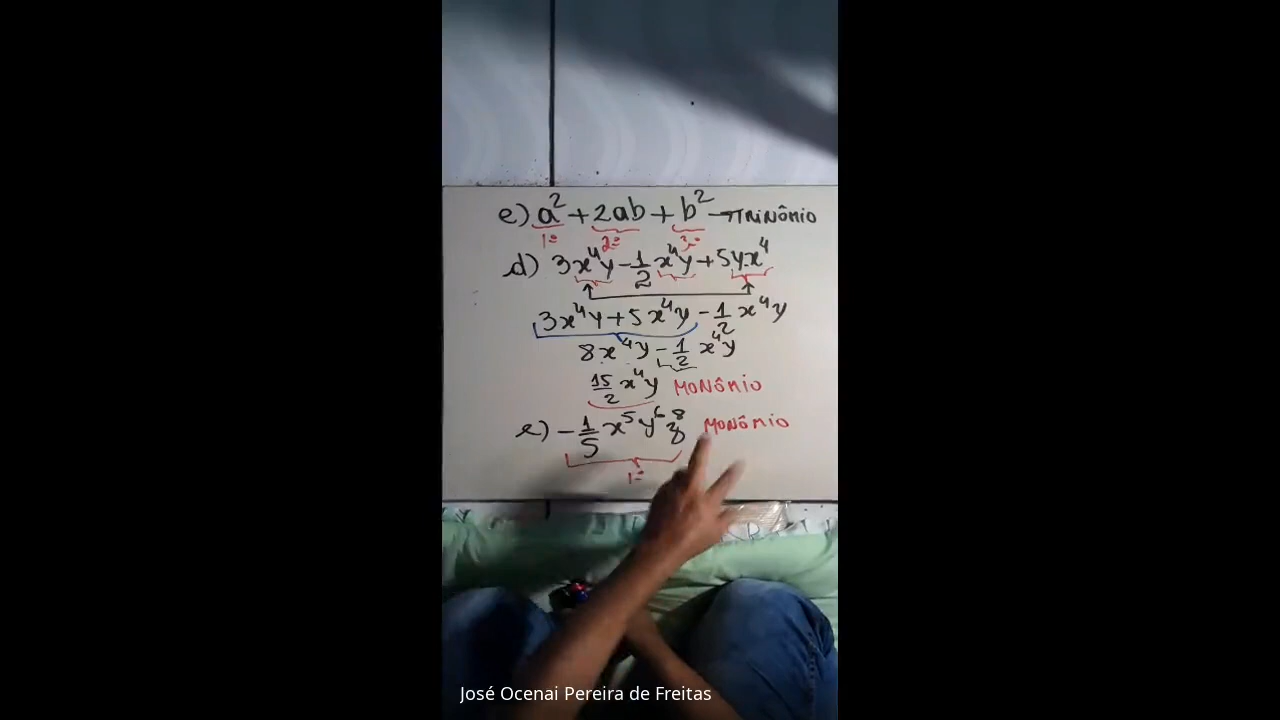 e) a² + 2ab + b² → TRINÔMIO
1º 2º 3º
d) 3x⁴y - 1/2 x⁴y + 5yx⁴
3x⁴y + 5x⁴y - 1/2 x⁴y
8x⁴y - 1/2 x⁴y
15/2 x⁴y MONÔMIO
e) - 1/5 x⁵y⁶z⁸ MONÔMIO
1º
José Ocenai Pereira de Freitas